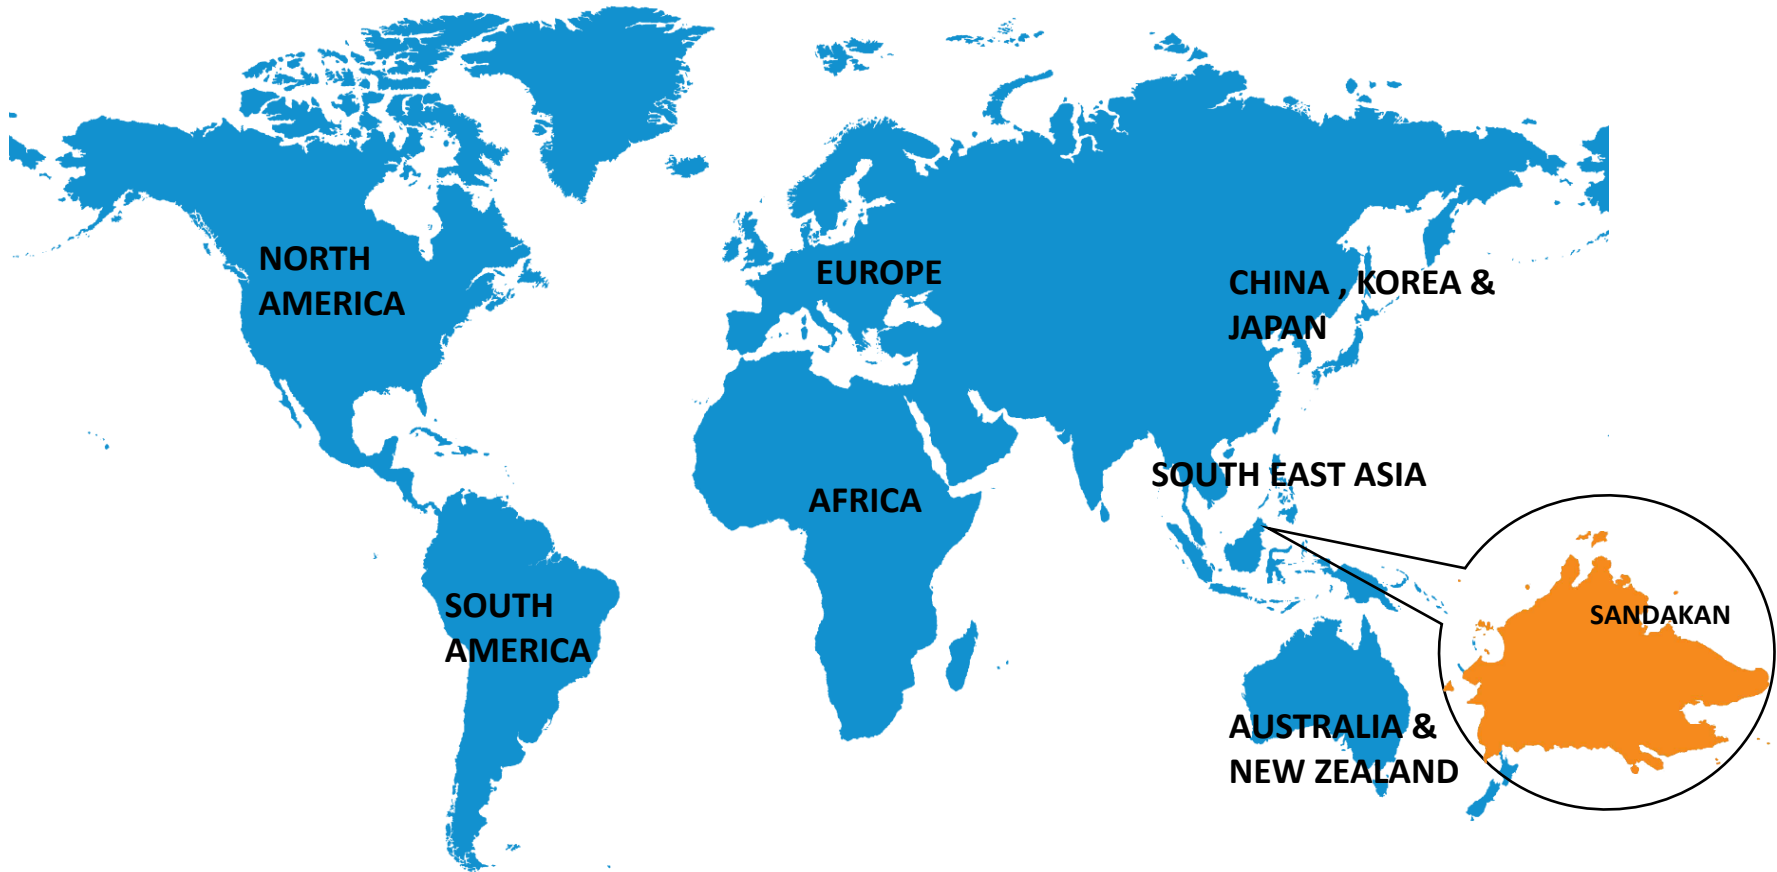 NORTH
AMERICA
EUROPE
CHINA , KOREA &
JAPAN
SOUTH EAST ASIA
AFRICA
SOUTH
AMERICA
SANDAKAN
AUSTRALIA &
NEW ZEALAND